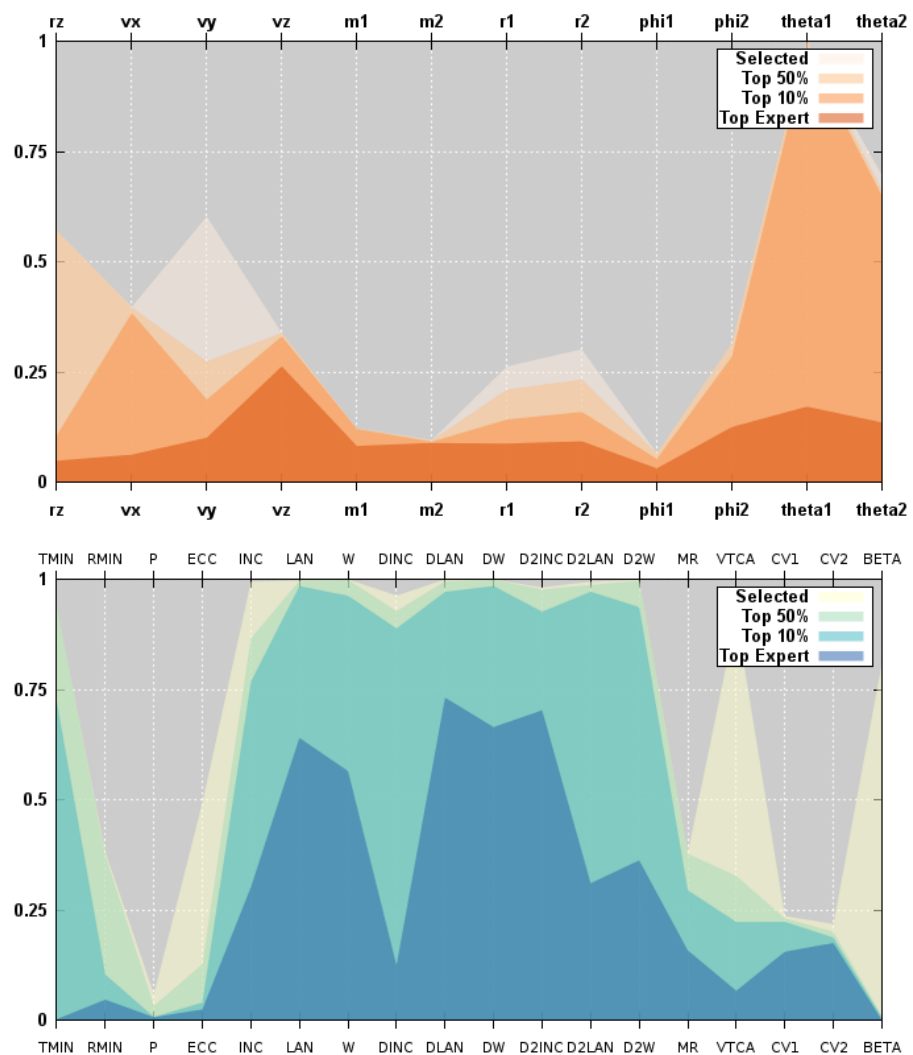 rz vx vy vz m1 m2 r1 r2 phi1 phi2 theta1 theta2
1
Selected
Top 50%
Top 10%
Top Expert
0.75
0.5
0.25
0
rz vx vy vz m1 m2 r1 r2 phi1 phi2 theta1 theta2
TMIN RMIN P ECC INC LAN W DINC DLAN DW D2INC D2LAN D2W MR VTCA CV1 CV2 BETA
1
Selected
Top 50%
Top 10%
Top Expert
0.75
0.5
0.25
0
TMIN RMIN P ECC INC LAN W DINC DLAN DW D2INC D2LAN D2W MR VTCA CV1 CV2 BETA